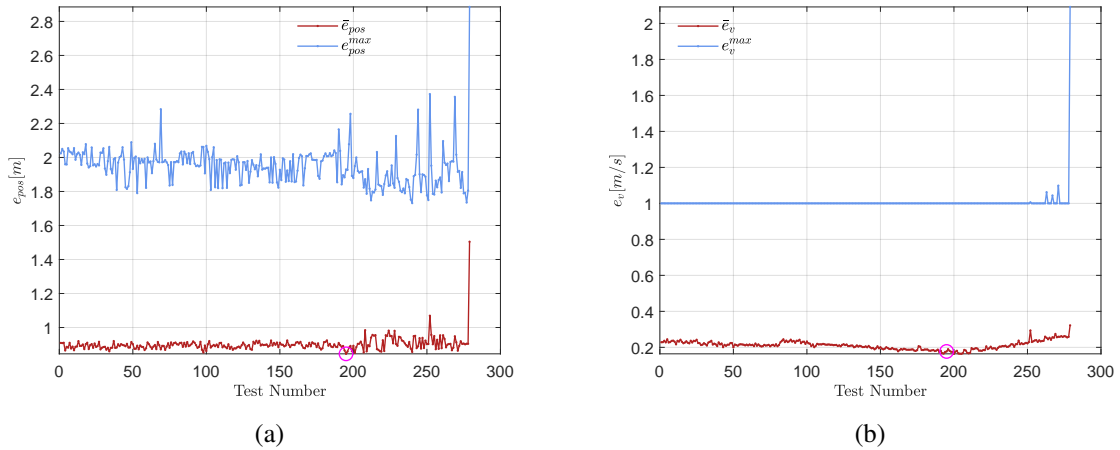 ē_pos
e_pos^max
2.8
2.6
2.4
2.2
2
1.8
1.6
1.4
1.2
1
e_pos[m]
0 50 100 150 200 250 300
Test Number
(a)
ē_v
e_v^max
2
1.8
1.6
1.4
1.2
1
0.8
0.6
0.4
0.2
e_v[m/s]
0 50 100 150 200 250 300
Test Number
(b)